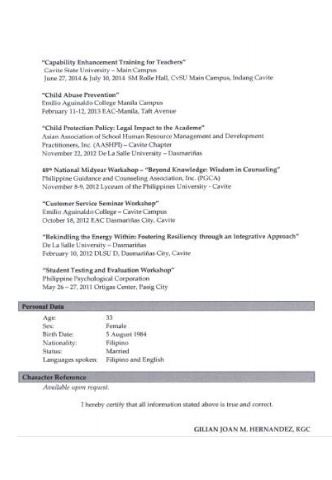 "Capability Enhancement Training for Teachers"
Cavite State University – Main Campus
June 27, 2014 & July 10, 2014 SM Rolle Hall, CvSU Main Campus, Indang Cavite
"Child Abuse Prevention"
Emilio Aguinaldo College Manila Campus
February 11-12, 2013 EAC-Manila, Taft Avenue
"Child Protection Policy: Legal Impact to the Academe"
Asian Association of School Human Resource Management and Development
Practitioners, Inc. (AASHPI) – Cavite Chapter
November 22, 2012 De La Salle University – Dasmariñas
48th National Midyear Workshop – "Beyond Knowledge: Wisdom in Counseling"
Philippine Guidance and Counseling Association, Inc. (PGCA)
November 8-9, 2012 Lyceum of the Philippines University - Cavite
"Customer Service Seminar Workshop"
Emilio Aguinaldo College – Cavite Campus
October 18, 2012 EAC Dasmariñas City, Cavite
"Rekindling the Energy Within: Fostering Resiliency through an Integrative Approach"
De La Salle University – Dasmariñas
February 10, 2012 DLSU D, Dasmariñas City, Cavite
"Student Testing and Evaluation Workshop"
Philippine Psychological Corporation
May 26 – 27, 2011 Ortigas Center, Pasig City
Personal Data
Age: 33
Sex: Female
Birth Date: 5 August 1984
Nationality: Filipino
Status: Married
Languages spoken: Filipino and English
Character Reference
Available upon request.
I hereby certify that all information stated above is true and correct.
GILIAN JOAN M. HERNANDEZ, RGC